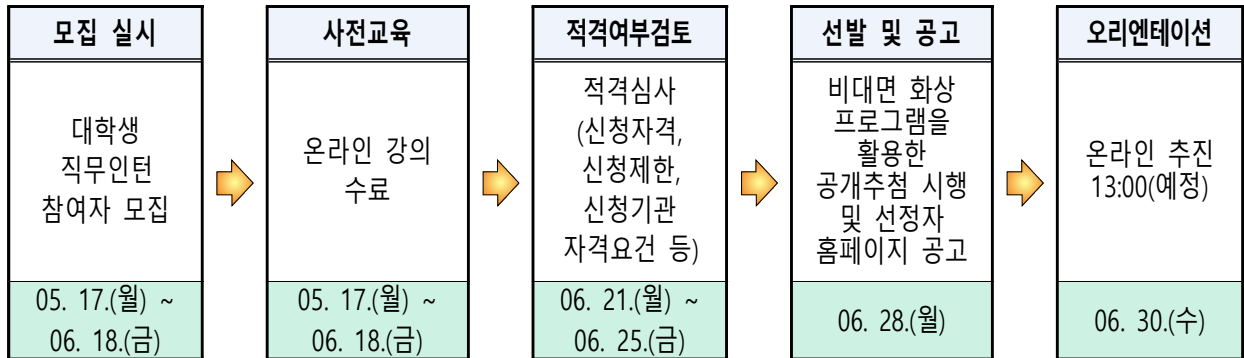 모집 실시
대학생
직무인턴
참여자 모집
05. 17.(월) ~
06. 18.(금)
사전교육
온라인 강의
수료
05. 17.(월) ~
06. 18.(금)
적격여부검토
적격심사
(신청자격,
신청제한,
신청기관
자격요건 등)
06. 21.(월) ~
06. 25.(금)
선발 및 공고
비대면 화상
프로그램을
활용한
공개추첨 시행
및 선정자
홈페이지 공고
06. 28.(월)
오리엔테이션
온라인 추진
13:00(예정)
06. 30.(수)